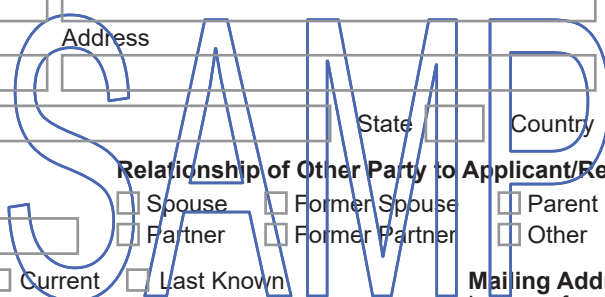 Address
State Country
Relationship of Other Party to Applicant/Re
Spouse Former Spouse Parent
Partner Former Partner Other
Current Last Known Mailing Addr
SAMP